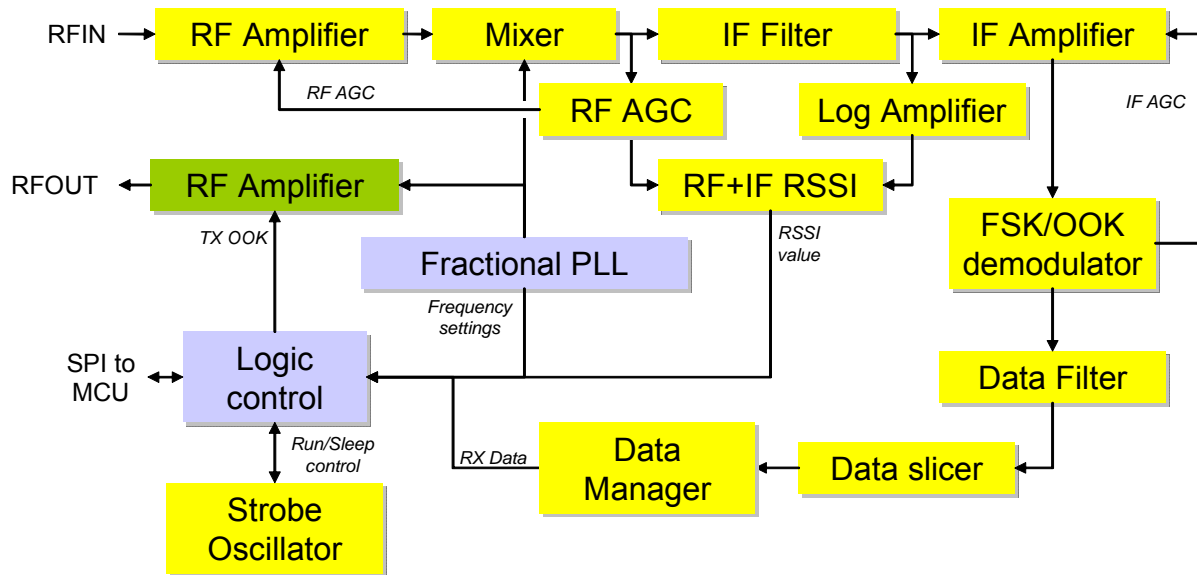 RFIN
RF Amplifier
Mixer
IF Filter
IF Amplifier
RF AGC
RF AGC
Log Amplifier
IF AGC
RFOUT
RF Amplifier
RF+IF RSSI
TX OOK
RSSI
value
FSK/OOK
demodulator
Fractional PLL
Frequency
settings
SPI to
MCU
Logic
control
Data Filter
Run/Sleep
control
RX Data
Data
Manager
Data slicer
Strobe
Oscillator